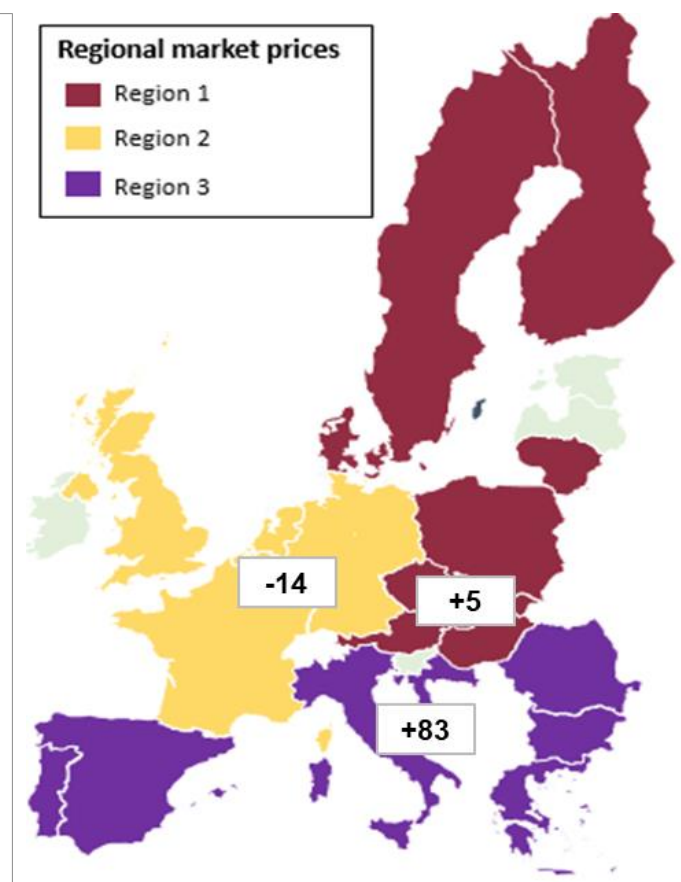 Regional market prices
Region 1
Region 2
Region 3
-14
+5
+83